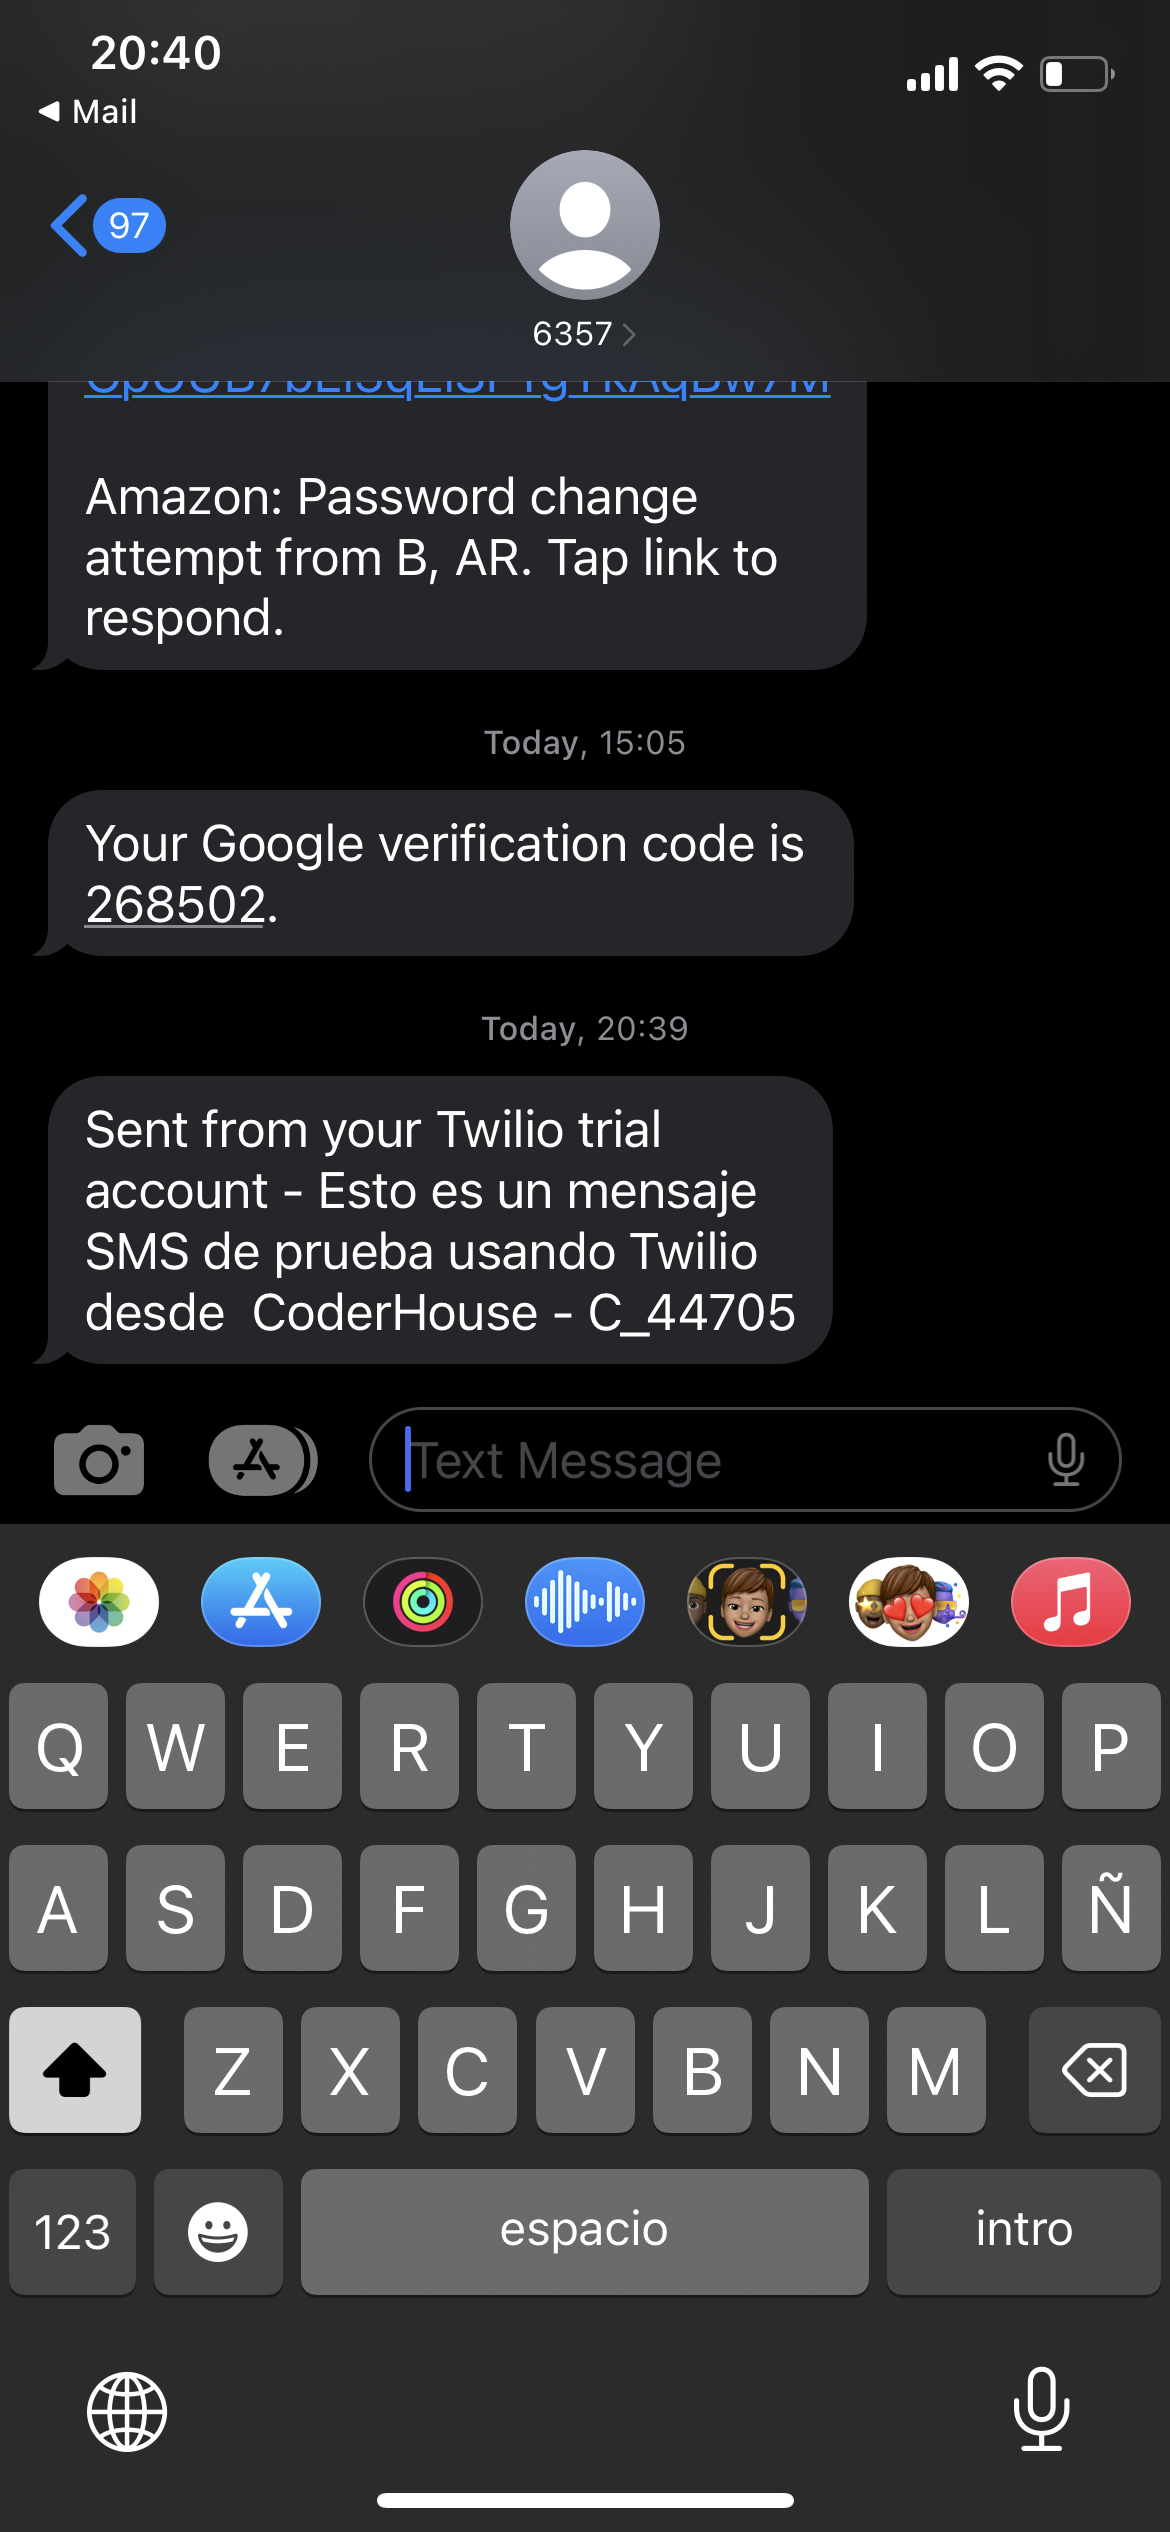 20:40
Mail
97
6357
Amazon: Password change
attempt from B, AR. Tap link to
respond.
Today, 15:05
Your Google verification code is
268502.
Today, 20:39
Sent from your Twilio trial
account - Esto es un mensaje
SMS de prueba usando Twilio
desde  CoderHouse - C_44705
Text Message
Q W E R T Y U I O P
A S D F G H J K L Ñ
Z X C V B N M
123 espacio intro